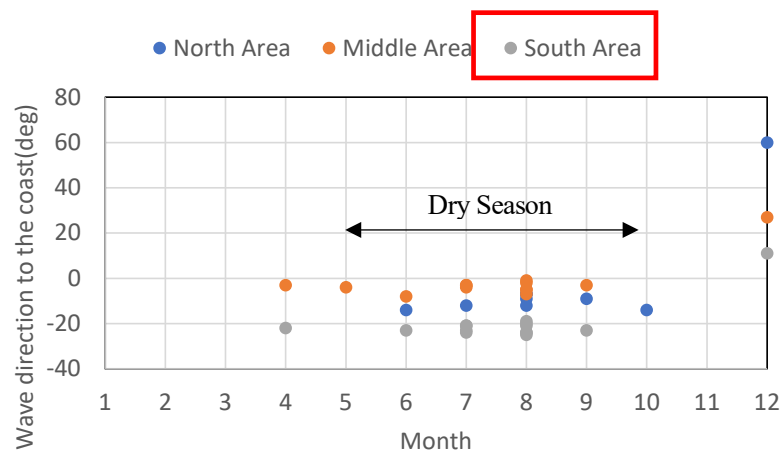 North Area Middle Area South Area
Wave direction to the coast(deg)
80
60
40
20
0
-20
-40
Dry Season
1 2 3 4 5 6 7 8 9 10 11 12
Month